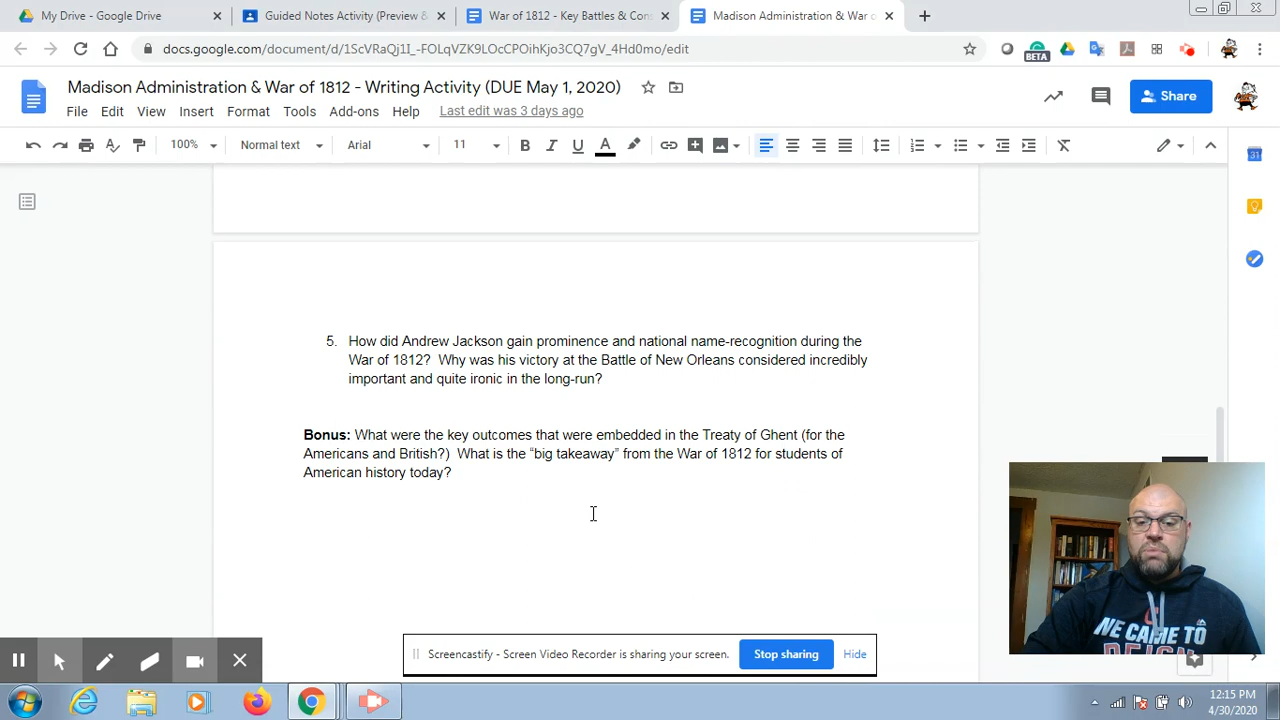 My Drive - Google Drive
Guided Notes Activity (Preview &
War of 1812 - Key Battles & Con
Madison Administration & War o
docs.google.com/document/d/1ScVRaQj1I_-FOLqVZK9LOcCPOihKjo3CQ7gV_4Hd0mo/edit
BETA
Madison Administration & War of 1812 - Writing Activity (DUE May 1, 2020)
File Edit View Insert Format Tools Add-ons Help Last edit was 3 days ago
Share
100% Normal text Arial 11 B I U A
31
5. How did Andrew Jackson gain prominence and national name-recognition during the
War of 1812? Why was his victory at the Battle of New Orleans considered incredibly
important and quite ironic in the long-run?
Bonus: What were the key outcomes that were embedded in the Treaty of Ghent (for the
Americans and British?) What is the “big takeaway” from the War of 1812 for students of
American history today?
WE CAME TO
REIGN
Screencastify - Screen Video Recorder is sharing your screen. Stop sharing Hide
12:15 PM
4/30/2020